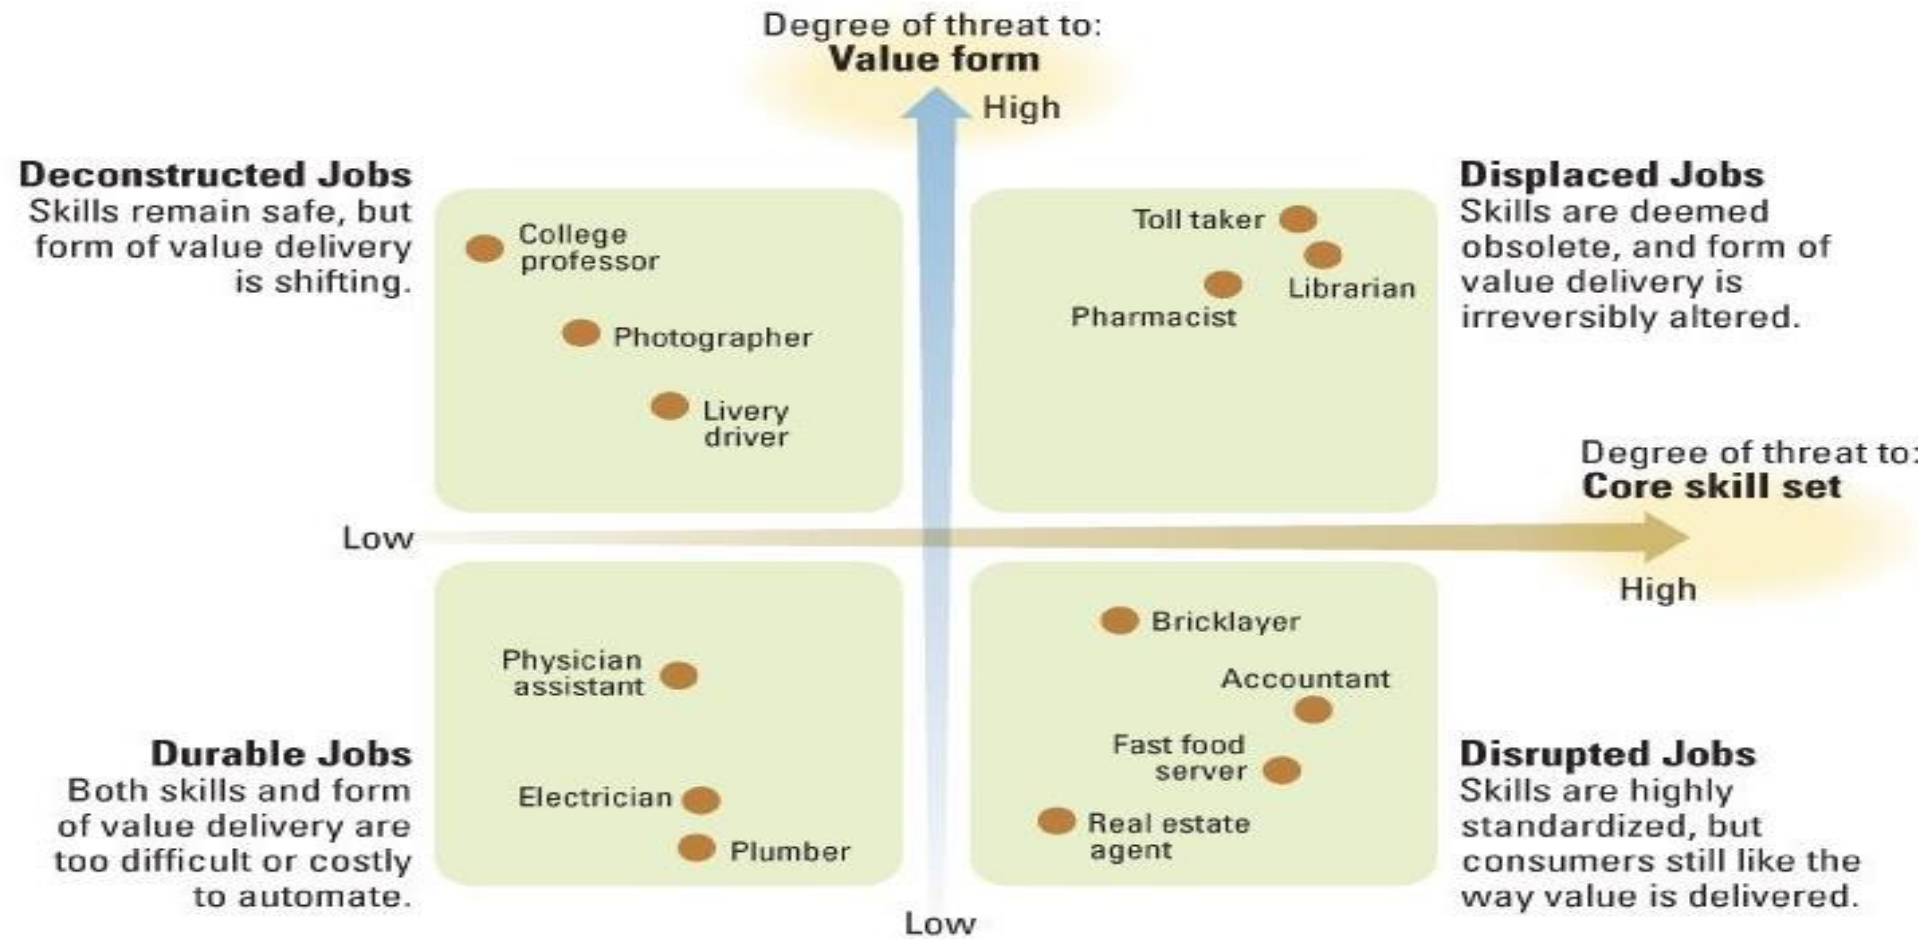 Degree of threat to:
Value form
High
Deconstructed Jobs
Skills remain safe, but
form of value delivery
is shifting.
College
professor
Photographer
Livery
driver
Toll taker
Librarian
Pharmacist
Displaced Jobs
Skills are deemed
obsolete, and form of
value delivery is
irreversibly altered.
Degree of threat to:
Core skill set
Low
High
Physician
assistant
Electrician
Plumber
Durable Jobs
Both skills and form
of value delivery are
too difficult or costly
to automate.
Bricklayer
Accountant
Fast food
server
Real estate
agent
Disrupted Jobs
Skills are highly
standardized, but
consumers still like the
way value is delivered.
Low